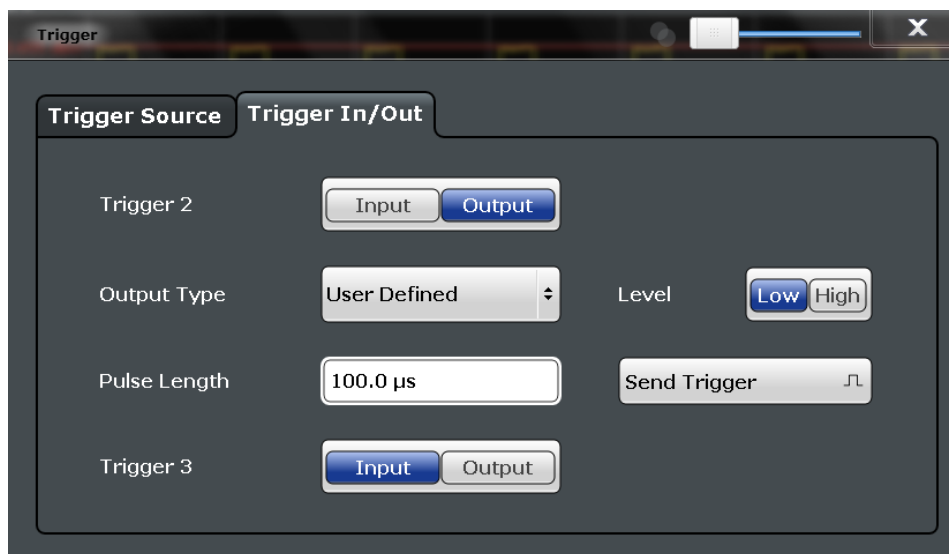 Trigger
X
Trigger Source Trigger In/Out
Trigger 2 Input Output
Output Type User Defined Level Low High
Pulse Length 100.0 µs Send Trigger
Trigger 3 Input Output